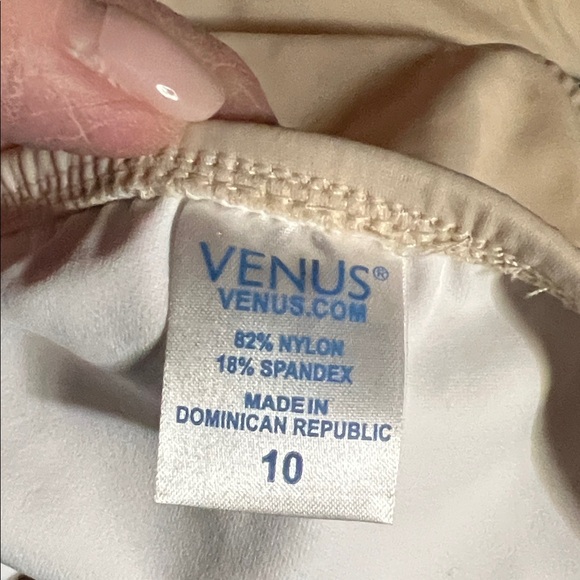 VENUS®
VENUS.COM
82% NYLON
18% SPANDEX
MADE IN
DOMINICAN REPUBLIC
10